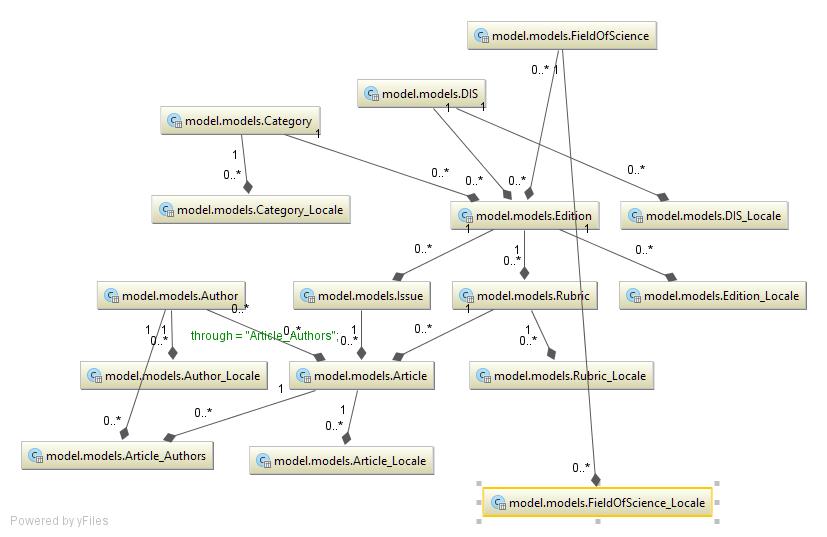 model.models.FieldOfScience
0..*
1
model.models.DIS
1
1
model.models.Category
1
1
0..*
0..*
0..*
0..*
0..*
model.models.Category_Locale
model.models.Edition
model.models.DIS_Locale
1
1
0..*
1
0..*
0..*
model.models.Author
model.models.Issue
model.models.Rubric
model.models.Edition_Locale
0..*
1
1
1
0..*
through = "Article_Authors";
0..*
1
0..*
0..*
1
0..*
model.models.Author_Locale
model.models.Article
model.models.Rubric_Locale
1
0..*
0..*
1
0..*
model.models.Article_Authors
model.models.Article_Locale
0..*
model.models.FieldOfScience_Locale
Powered by yFiles